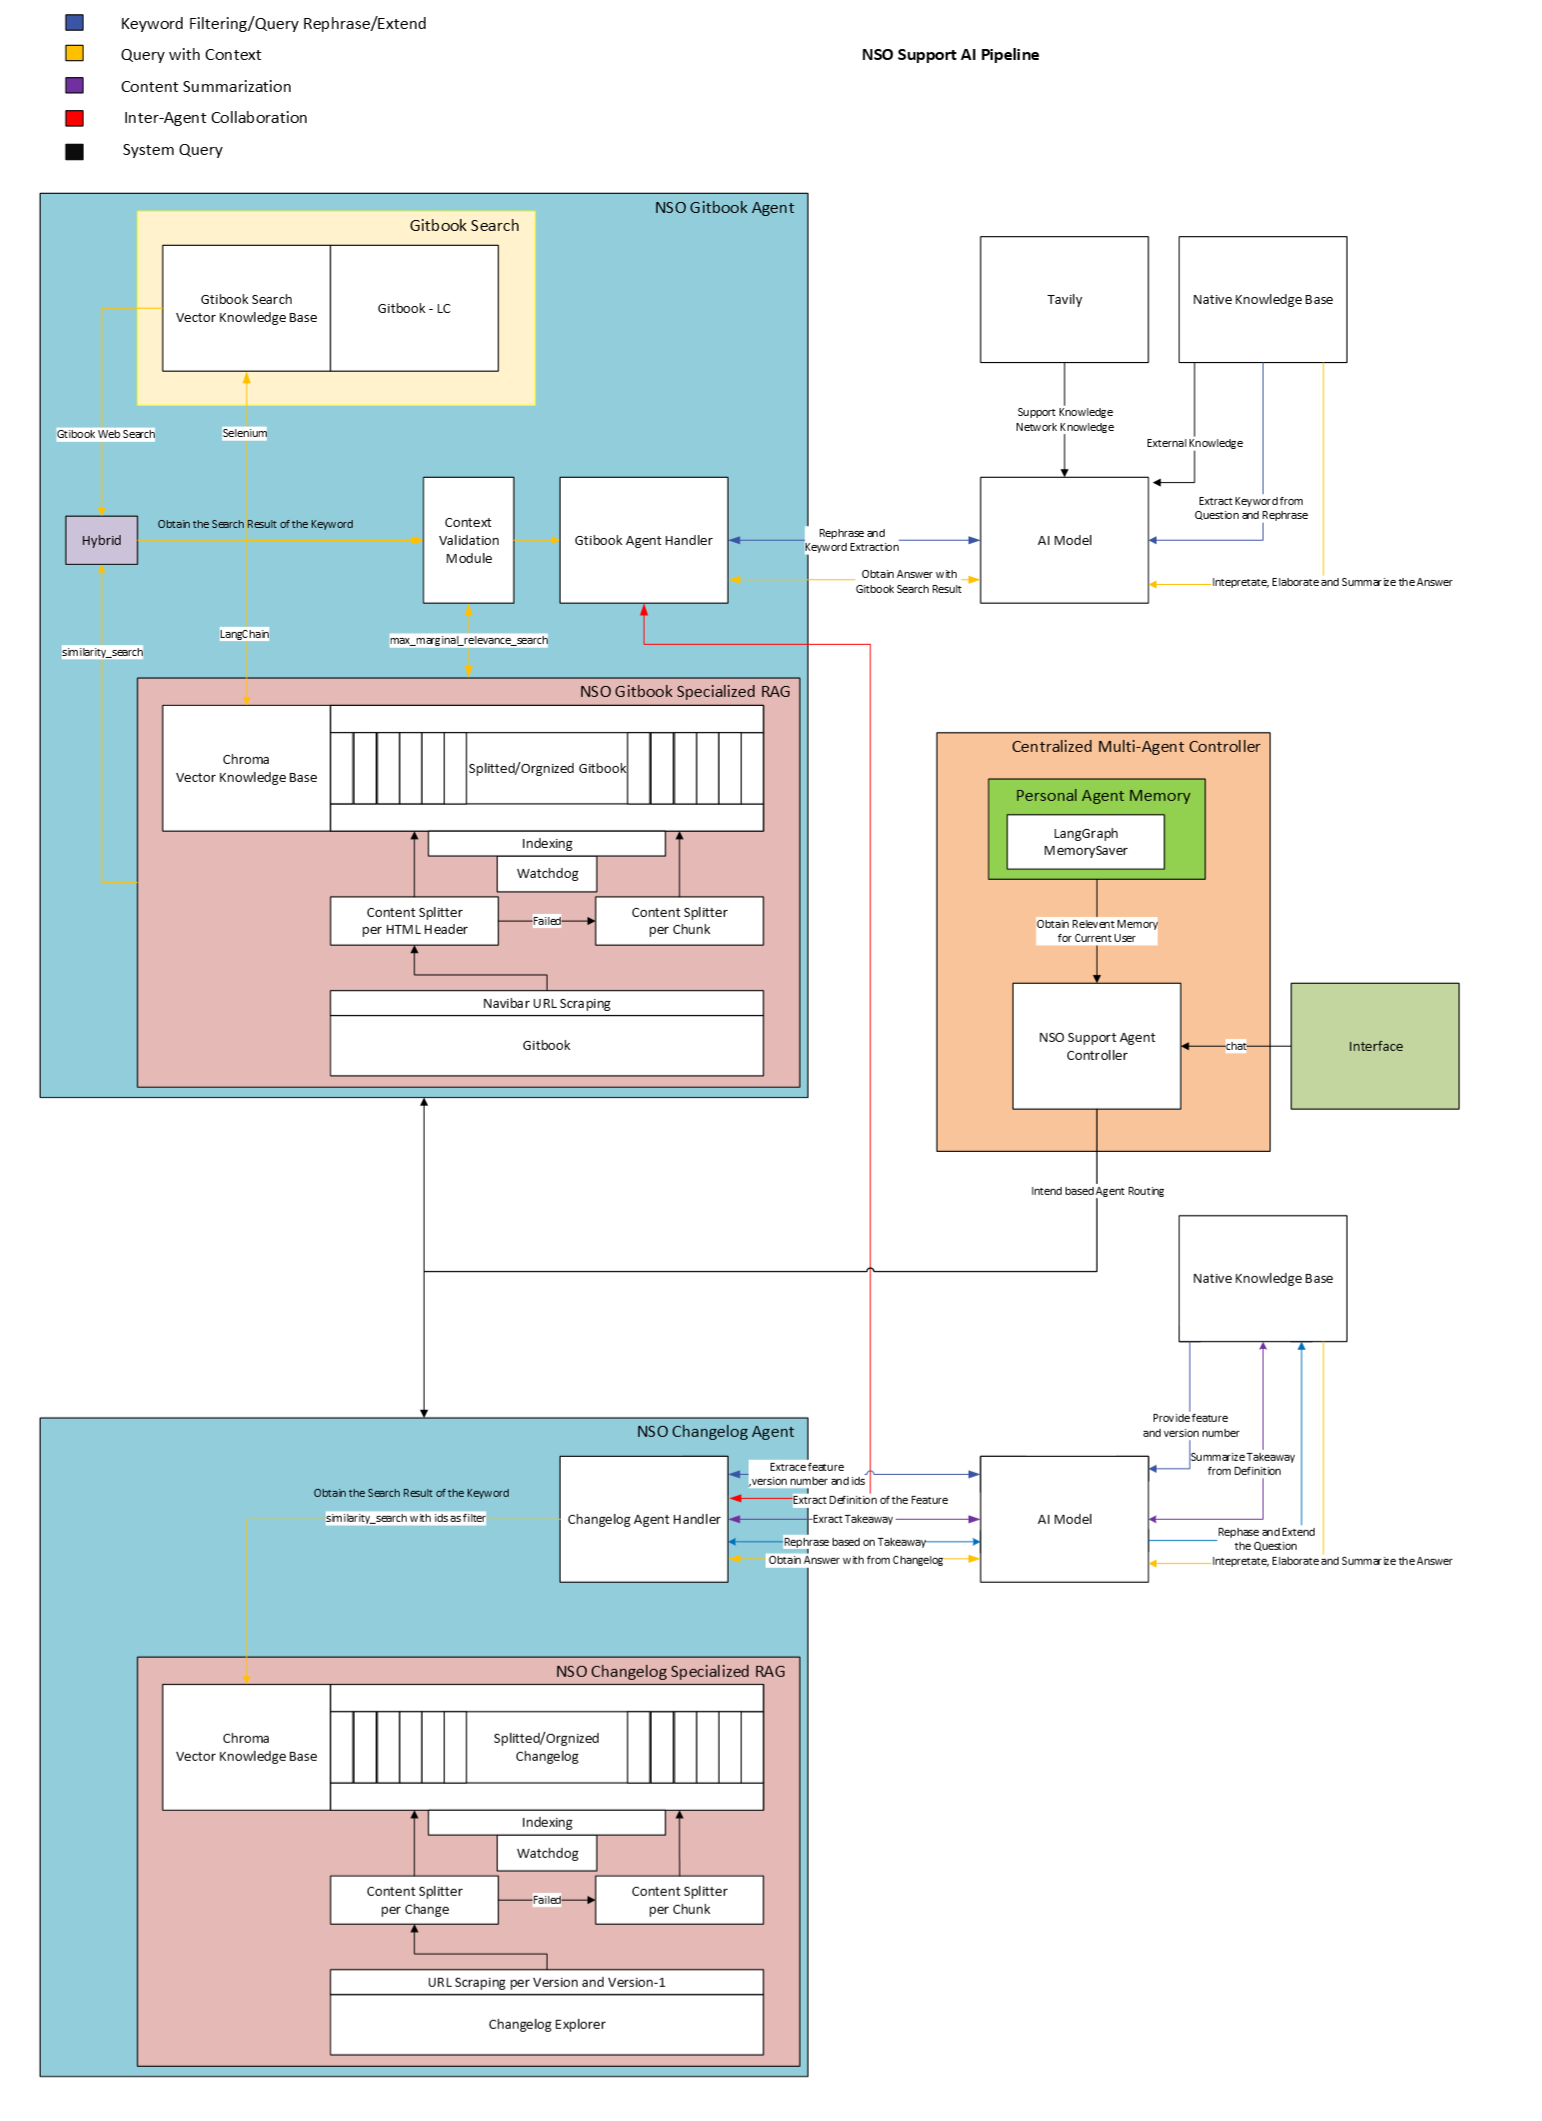 Keyword Filtering/Query Rephrase/Extend
Query with Context
Content Summarization
Inter-Agent Collaboration
System Query
NSO Support AI Pipeline
NSO Gitbook Agent
Gitbook Search
Gtibook Search
Vector Knowledge Base
Gitbook - LC
Gtibook Web Search
Selenium
Hybrid
Obtain the Search Result of the Keyword
Context
Validation
Module
Gtibook Agent Handler
LangChain
similarity_search
max_marginal_relevance_search
Rephrase and
Keyword Extraction
Obtain Answer with
Gitbook Search Result
Tavily
Native Knowledge Base
Support Knowledge
Network Knowledge
External Knowledge
Extract Keyword from
Question and Rephrase
AI Model
Intepretate, Elaborate and Summarize the Answer
NSO Gitbook Specialized RAG
Chroma
Vector Knowledge Base
Splitted/Orgnized Gitbook
Indexing
Watchdog
Content Splitter
per HTML Header
Failed
Content Splitter
per Chunk
Navibar URL Scraping
Gitbook
Centralized Multi-Agent Controller
Personal Agent Memory
LangGraph
MemorySaver
Obtain Relevent Memory
for Current User
NSO Support Agent
Controller
chat
Interface
Intend based Agent Routing
Native Knowledge Base
Provide feature
and version number
Summarize Takeaway
from Definition
Rephase and Extend
the Question
Intepretate, Elaborate and Summarize the Answer
AI Model
NSO Changelog Agent
Extrace feature
,version number and ids
Extract Definition of the Feature
Exract Takeaway
Rephrase based on Takeaway
Obtain Answer with from Changelog
Changelog Agent Handler
Obtain the Search Result of the Keyword
similarity_search with ids as filter
NSO Changelog Specialized RAG
Chroma
Vector Knowledge Base
Splitted/Orgnized
Changelog
Indexing
Watchdog
Content Splitter
per Change
Failed
Content Splitter
per Chunk
URL Scraping per Version and Version-1
Changelog Explorer